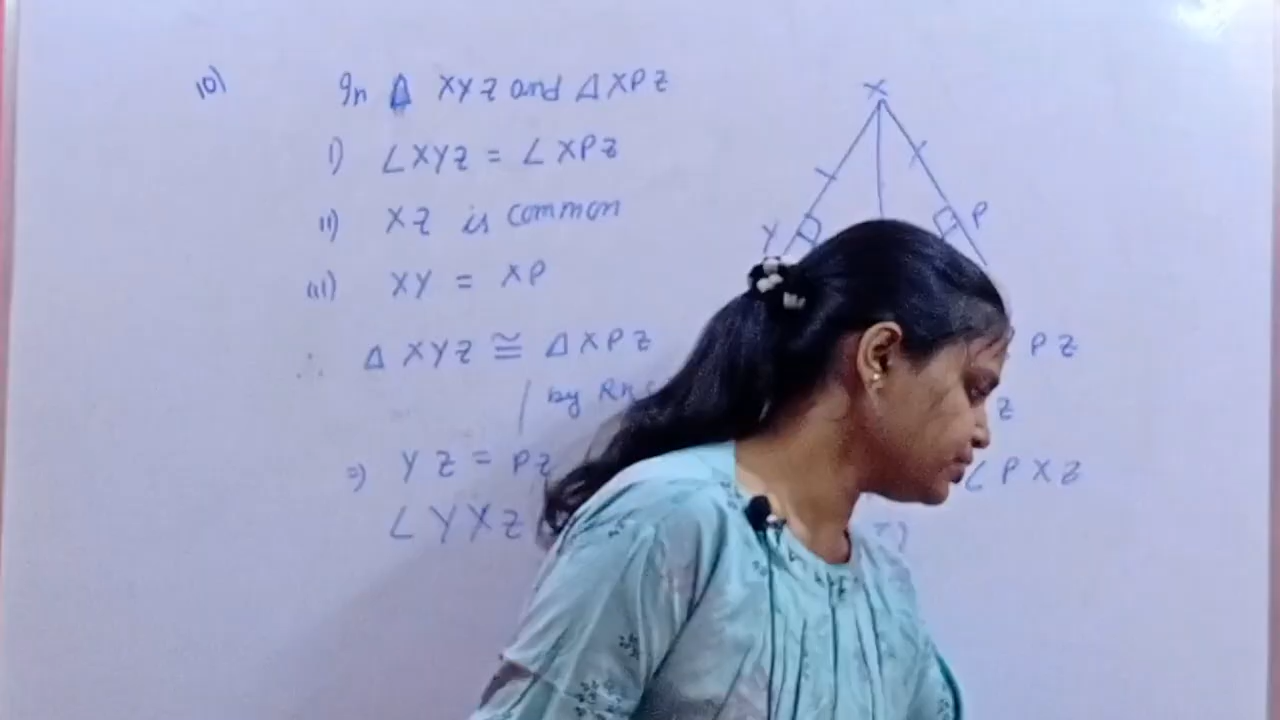 10) In Δ XYZ and Δ XPZ
i) ∠XYZ = ∠XPZ
ii) XZ is common
iii) XY = XP
∴ Δ XYZ ≅ Δ XPZ
by RHS
⇒ YZ = PZ
∠YXZ
X
Y
P
PZ
Z
∠PXZ